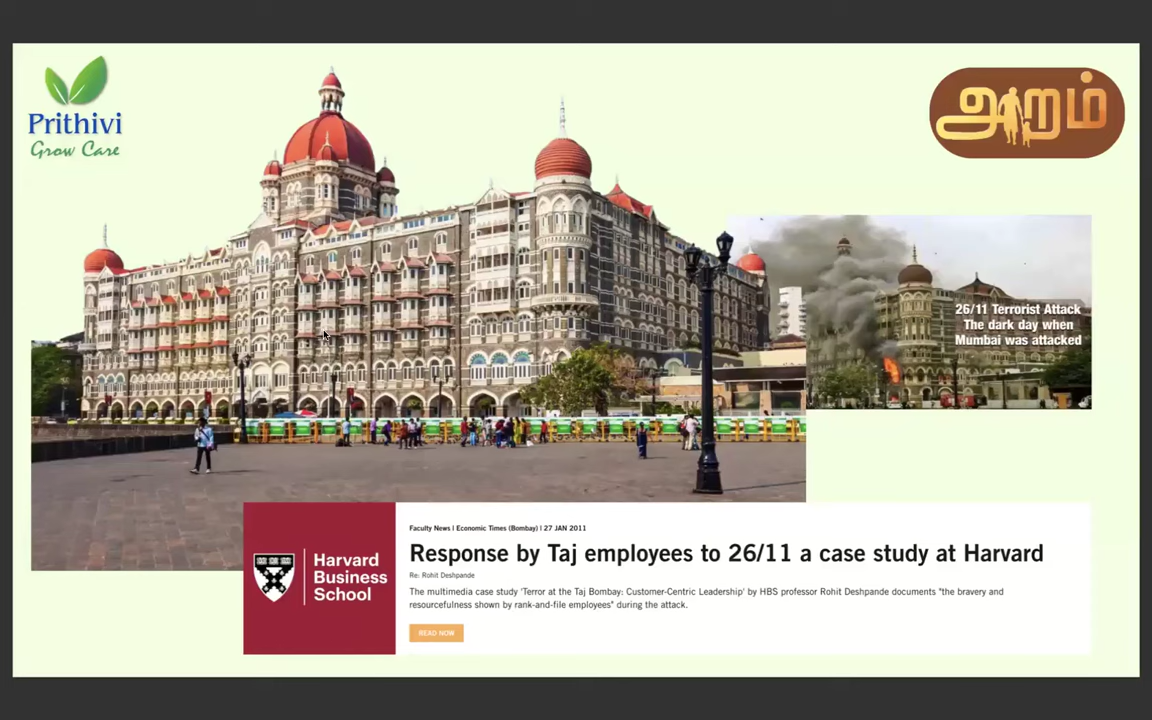 Prithivi
Grow Care
அறம்
26/11 Terrorist Attack
The dark day when
Mumbai was attacked
Harvard
Business
School
Faculty News | Economic Times (Bombay) | 27 JAN 2011
Response by Taj employees to 26/11 a case study at Harvard
Re: Rohit Deshpande
The multimedia case study 'Terror at the Taj Bombay: Customer-Centric Leadership' by HBS professor Rohit Deshpande documents "the bravery and
resourcefulness shown by rank-and-file employees" during the attack.
READ NOW